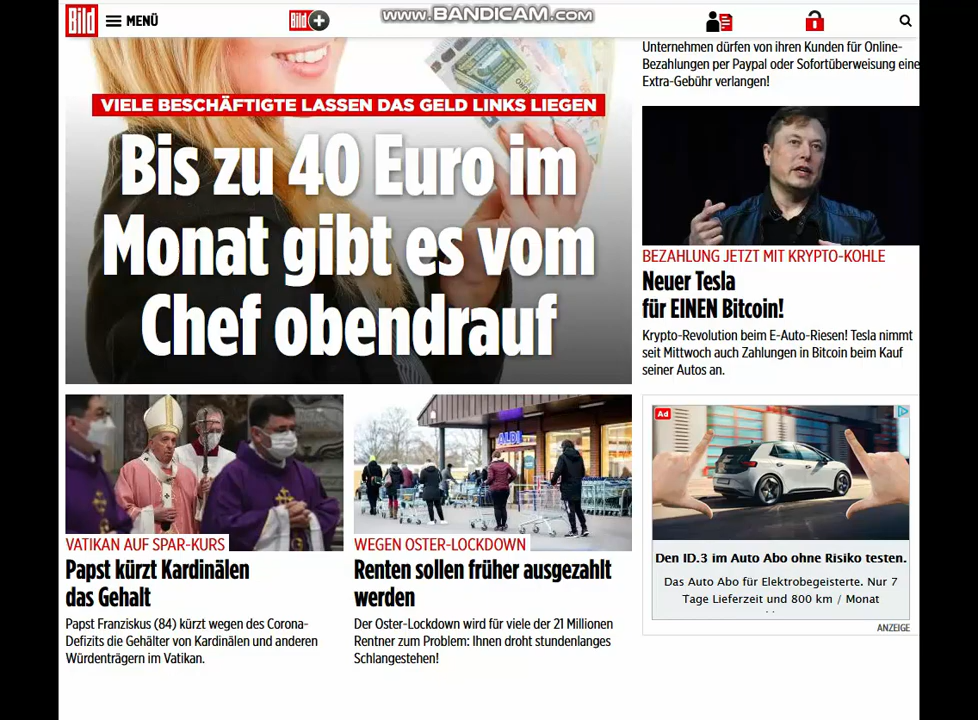 Bild
MENÜ
Bild+
www.BANDICAM.com
VIELE BESCHÄFTIGTE LASSEN DAS GELD LINKS LIEGEN
Bis zu 40 Euro im
Monat gibt es vom
Chef obendrauf
Unternehmen dürfen von ihren Kunden für Online-
Bezahlungen per Paypal oder Sofortüberweisung eine
Extra-Gebühr verlangen!
BEZAHLUNG JETZT MIT KRYPTO-KOHLE
Neuer Tesla
für EINEN Bitcoin!
Krypto-Revolution beim E-Auto-Riesen! Tesla nimmt
seit Mittwoch auch Zahlungen in Bitcoin beim Kauf
seiner Autos an.
VATIKAN AUF SPAR-KURS
Papst kürzt Kardinälen
das Gehalt
Papst Franziskus (84) kürzt wegen des Corona-
Defizits die Gehälter von Kardinälen und anderen
Würdenträgern im Vatikan.
ALDI
WEGEN OSTER-LOCKDOWN
Renten sollen früher ausgezahlt
werden
Der Oster-Lockdown wird für viele der 21 Millionen
Rentner zum Problem: Ihnen droht stundenlanges
Schlangestehen!
Ad
Den ID.3 im Auto Abo ohne Risiko testen.
Das Auto Abo für Elektrobegeisterte. Nur 7
Tage Lieferzeit und 800 km / Monat
ANZEIGE